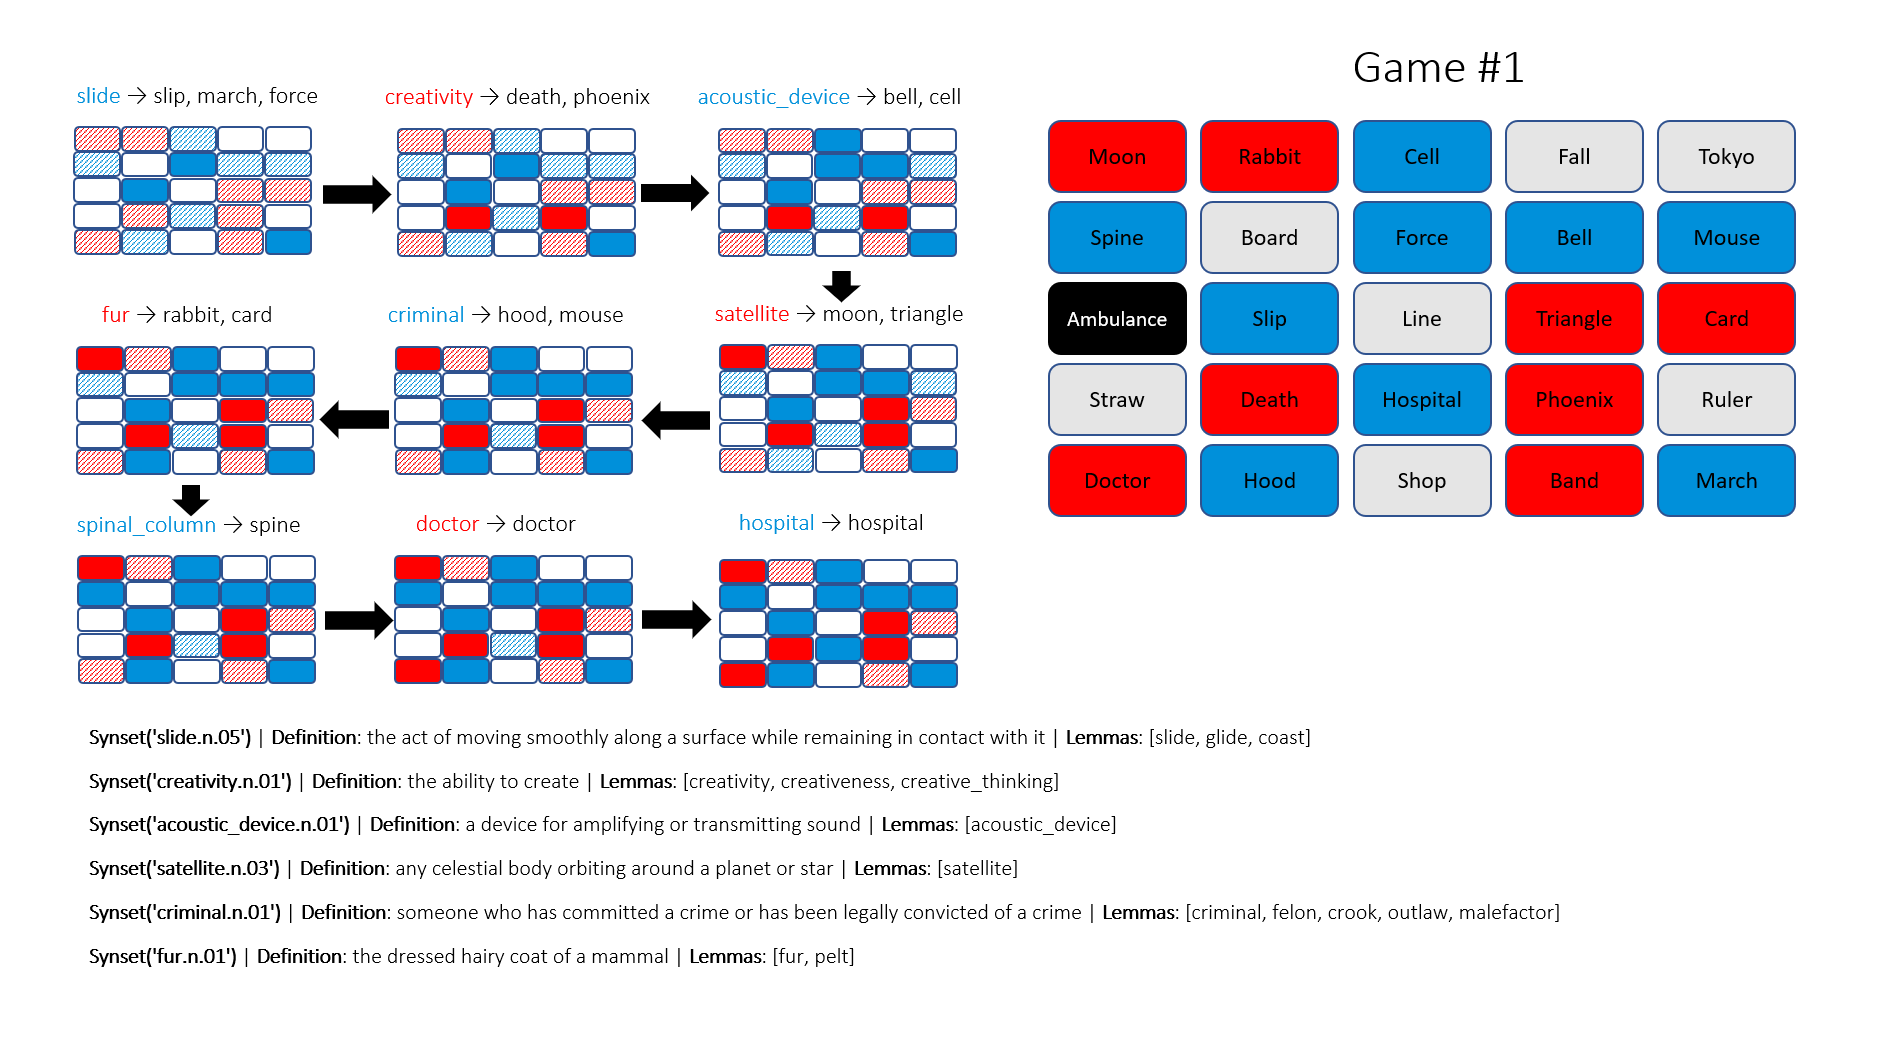 Game #1
slide → slip, march, force
creativity → death, phoenix
acoustic_device → bell, cell
fur → rabbit, card
criminal → hood, mouse
satellite → moon, triangle
spinal_column → spine
doctor → doctor
hospital → hospital
Moon Rabbit Cell Fall Tokyo
Spine Board Force Bell Mouse
Ambulance Slip Line Triangle Card
Straw Death Hospital Phoenix Ruler
Doctor Hood Shop Band March
Synset('slide.n.05') | Definition: the act of moving smoothly along a surface while remaining in contact with it | Lemmas: [slide, glide, coast]
Synset('creativity.n.01') | Definition: the ability to create | Lemmas: [creativity, creativeness, creative_thinking]
Synset('acoustic_device.n.01') | Definition: a device for amplifying or transmitting sound | Lemmas: [acoustic_device]
Synset('satellite.n.03') | Definition: any celestial body orbiting around a planet or star | Lemmas: [satellite]
Synset('criminal.n.01') | Definition: someone who has committed a crime or has been legally convicted of a crime | Lemmas: [criminal, felon, crook, outlaw, malefactor]
Synset('fur.n.01') | Definition: the dressed hairy coat of a mammal | Lemmas: [fur, pelt]